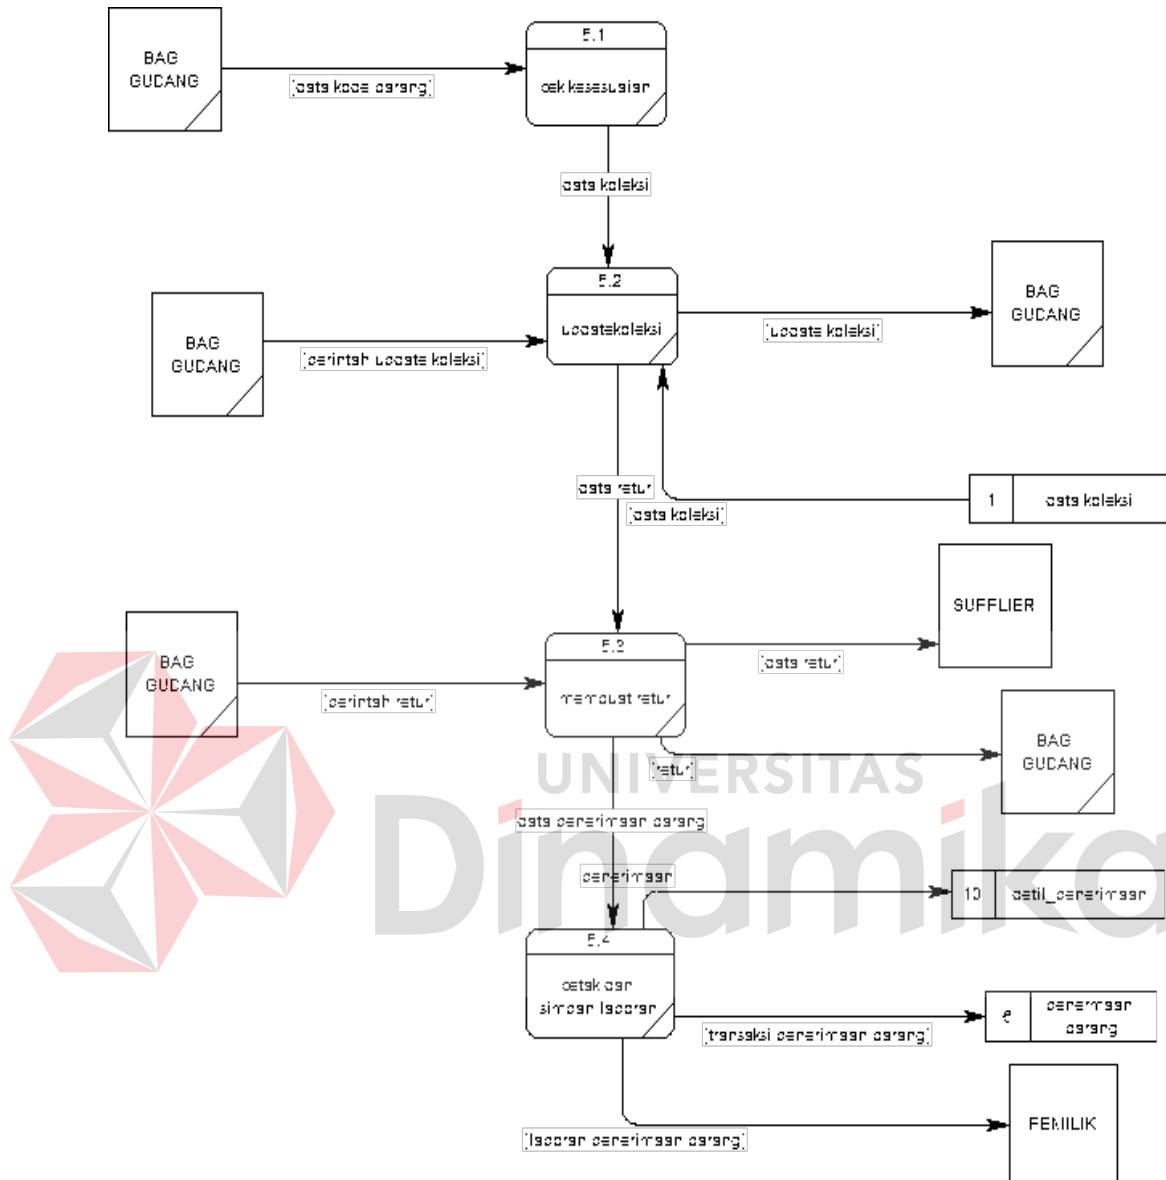 BAG
GUDANG
[data kode barang]
5.1
cek kesesuaian
data koleksi
BAG
GUDANG
[perintah update koleksi]
5.2
updatekoleksi
[update koleksi]
BAG
GUDANG
data retur
[data koleksi]
1
data koleksi
SUPPLIER
BAG
GUDANG
[perintah retur]
5.3
membuat retur
[data retur]
[retur]
BAG
GUDANG
UNIVERSITAS
Dinamika
data penerimaan barang
penerimaan
10
detil_penerimaan
5.4
cetak dan
simpan laporan
[transaksi penerimaan barang]
penerimaan
barang
[laporan penerimaan barang]
PEMILIK